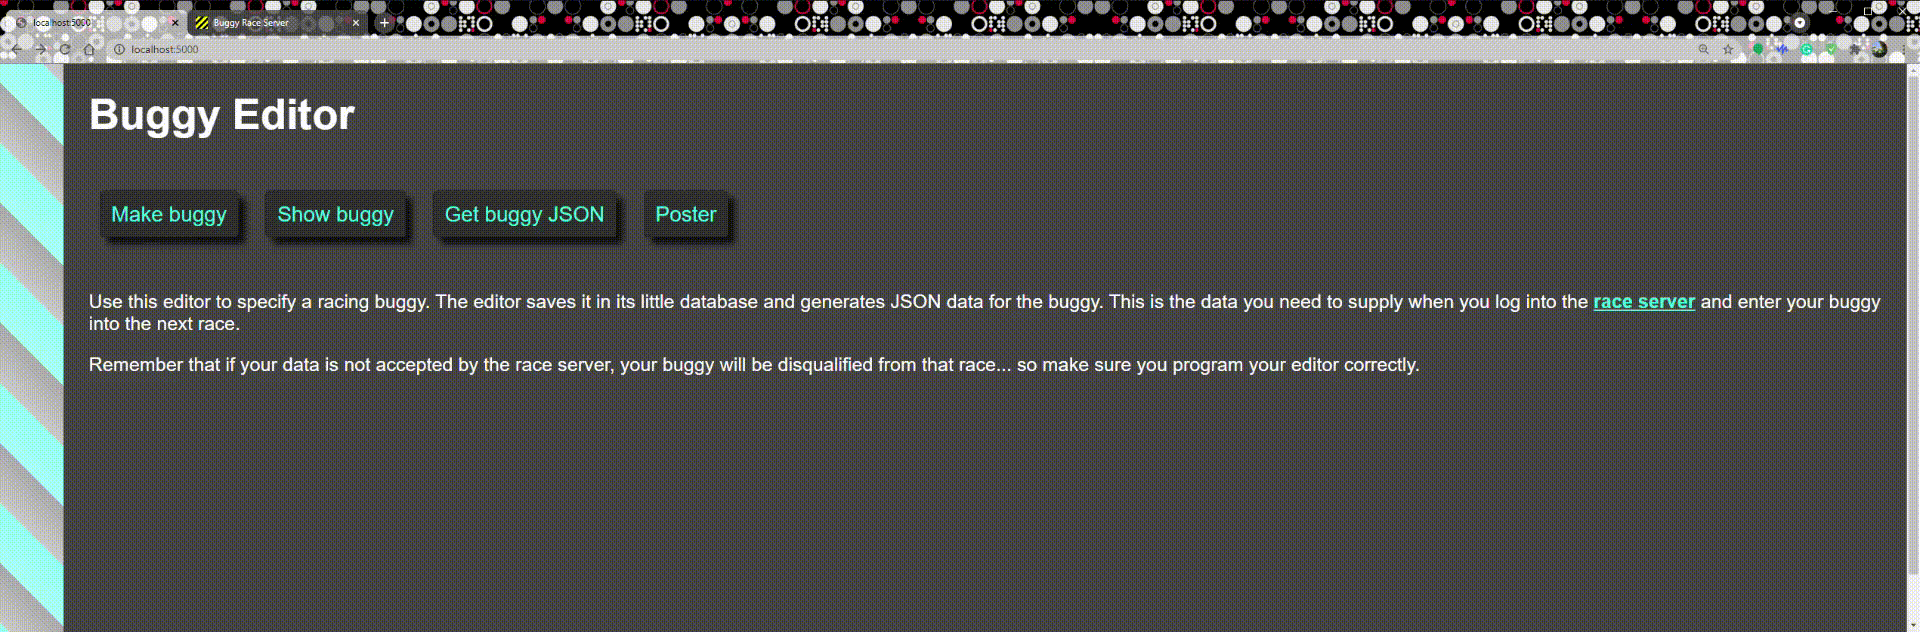 localhost:5000
Buggy Race Server
localhost:5000
Buggy Editor
Make buggy Show buggy Get buggy JSON Poster
Use this editor to specify a racing buggy. The editor saves it in its little database and generates JSON data for the buggy. This is the data you need to supply when you log into the race server and enter your buggy
into the next race.
Remember that if your data is not accepted by the race server, your buggy will be disqualified from that race... so make sure you program your editor correctly.